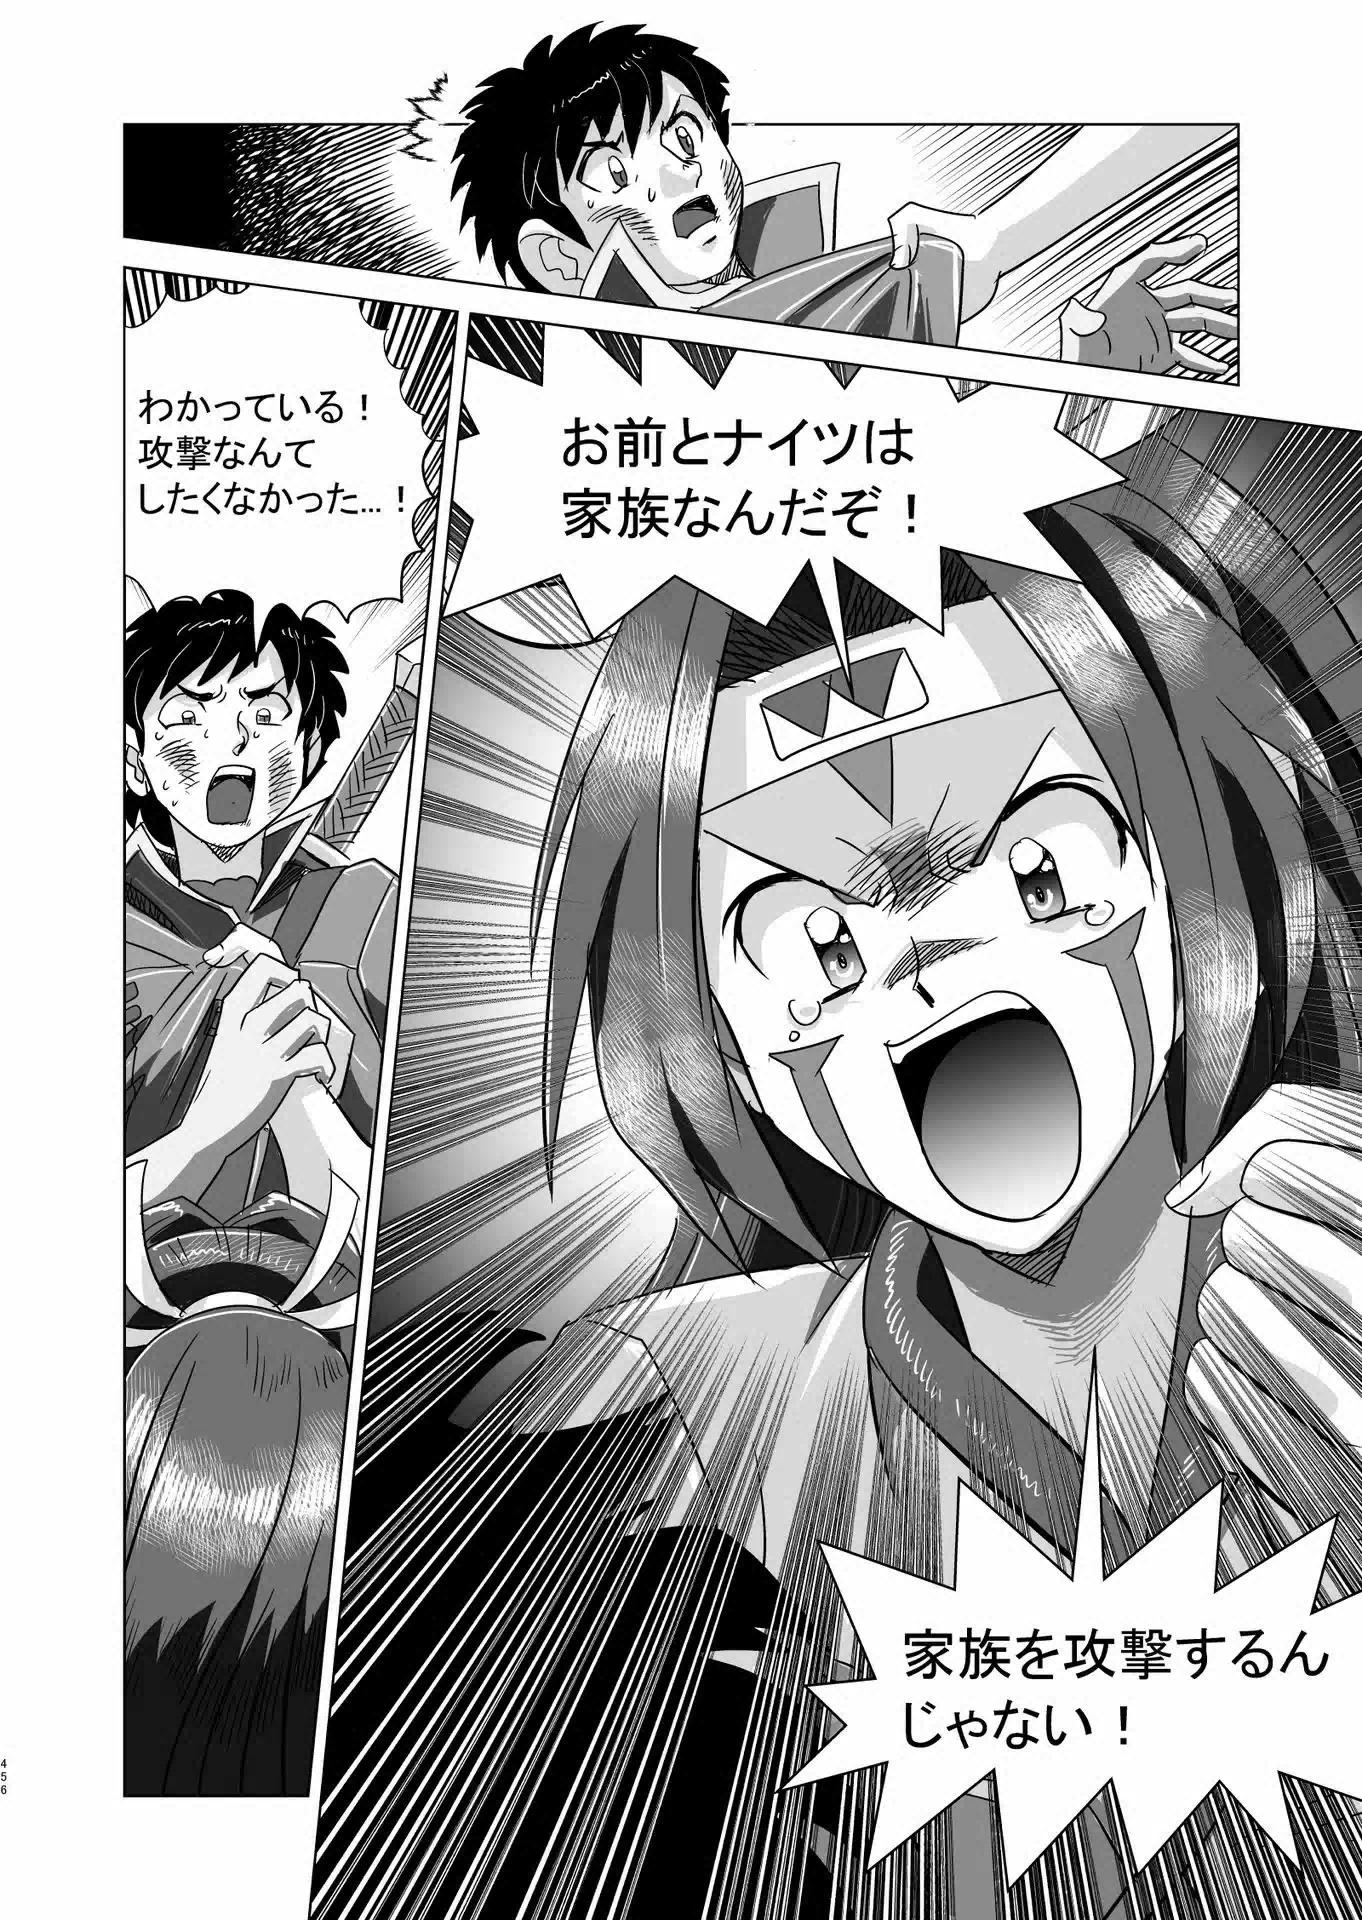 お前とナイツは
家族なんだぞ！
家族を攻撃するん
じゃない！
わかっている！
攻撃なんて
したくなかった…！
456